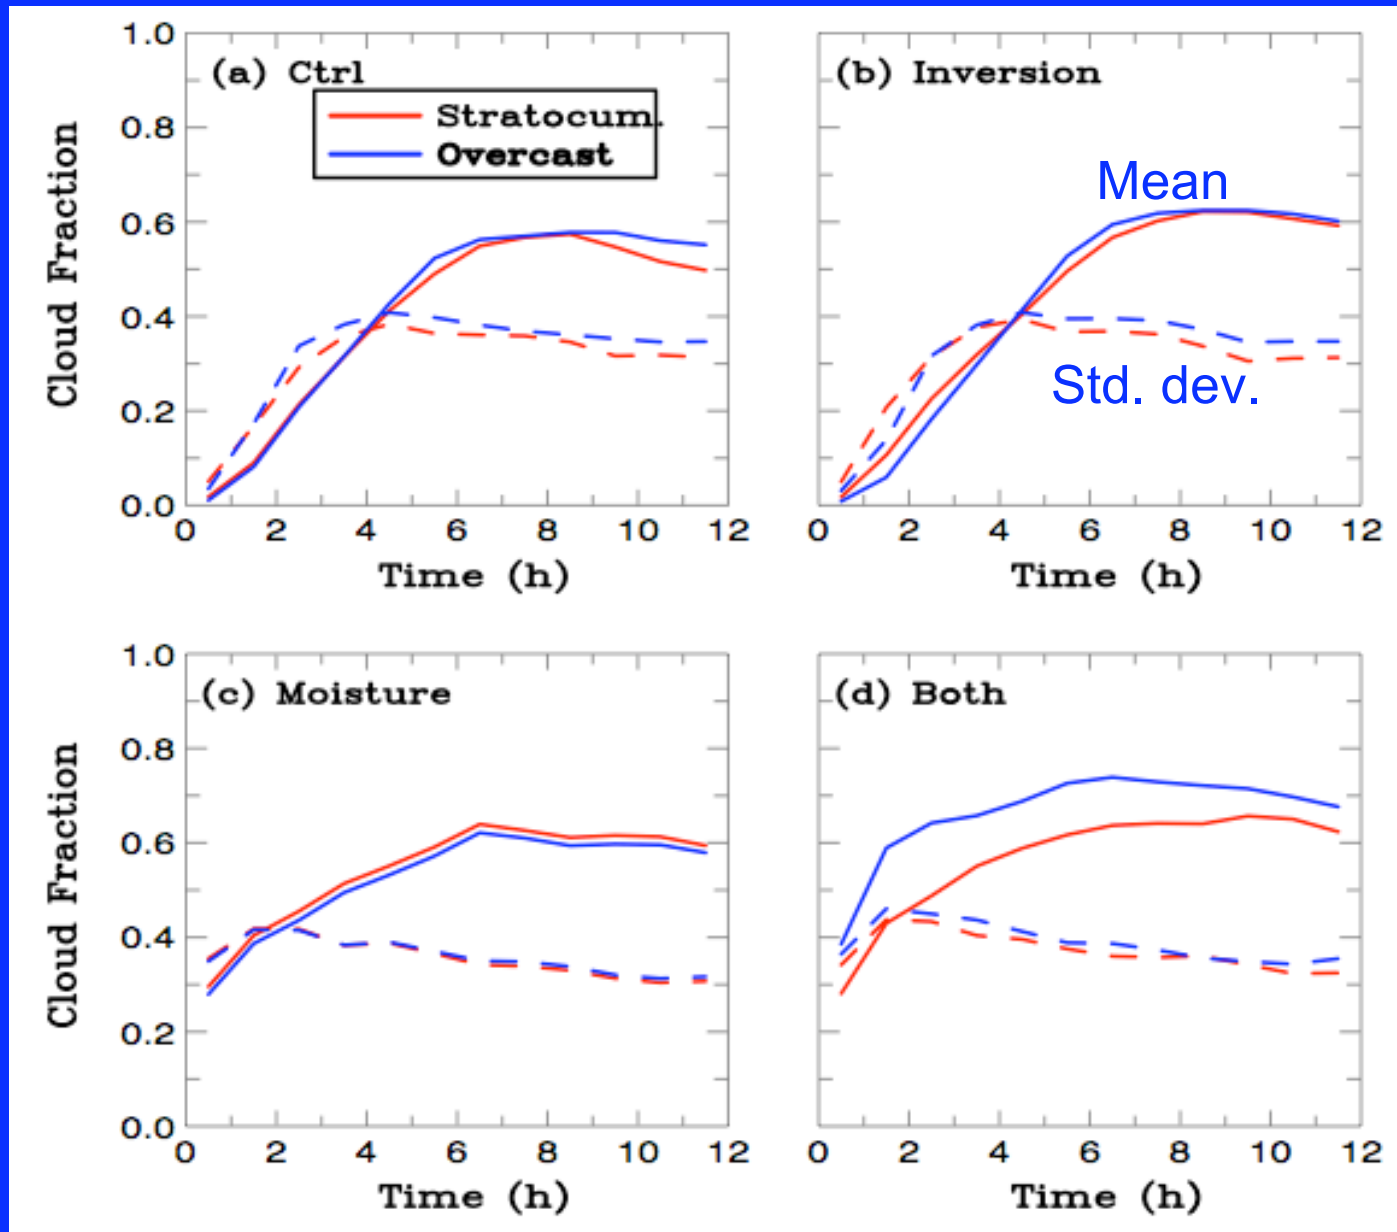 (a) Ctrl
Stratocum.
Overcast
Cloud Fraction
1.0
0.8
0.6
0.4
0.2
0.0
0 2 4 6 8 10 12
Time (h)
(b) Inversion
Mean
Std. dev.
0 2 4 6 8 10 12
Time (h)
(c) Moisture
Cloud Fraction
1.0
0.8
0.6
0.4
0.2
0.0
0 2 4 6 8 10 12
Time (h)
(d) Both
0 2 4 6 8 10 12
Time (h)